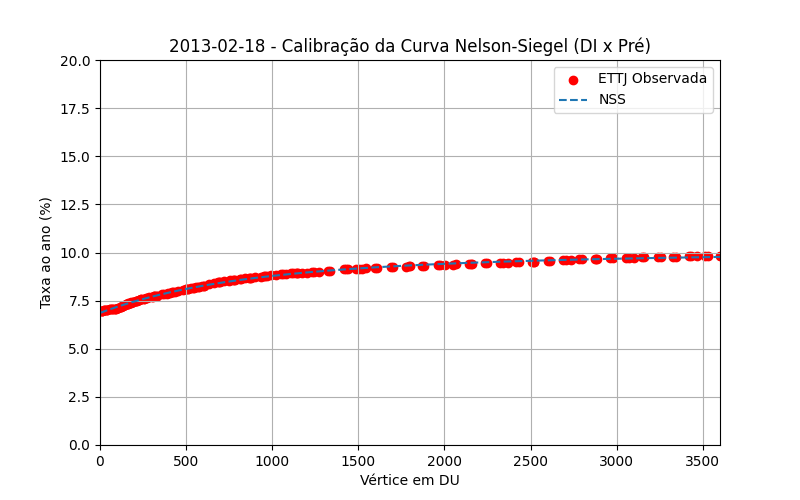 2013-02-18 - Calibração da Curva Nelson-Siegel (DI x Pré)
ETTJ Observada
NSS
Taxa ao ano (%)
20.0
17.5
15.0
12.5
10.0
7.5
5.0
2.5
0.0
0 500 1000 1500 2000 2500 3000 3500
Vértice em DU